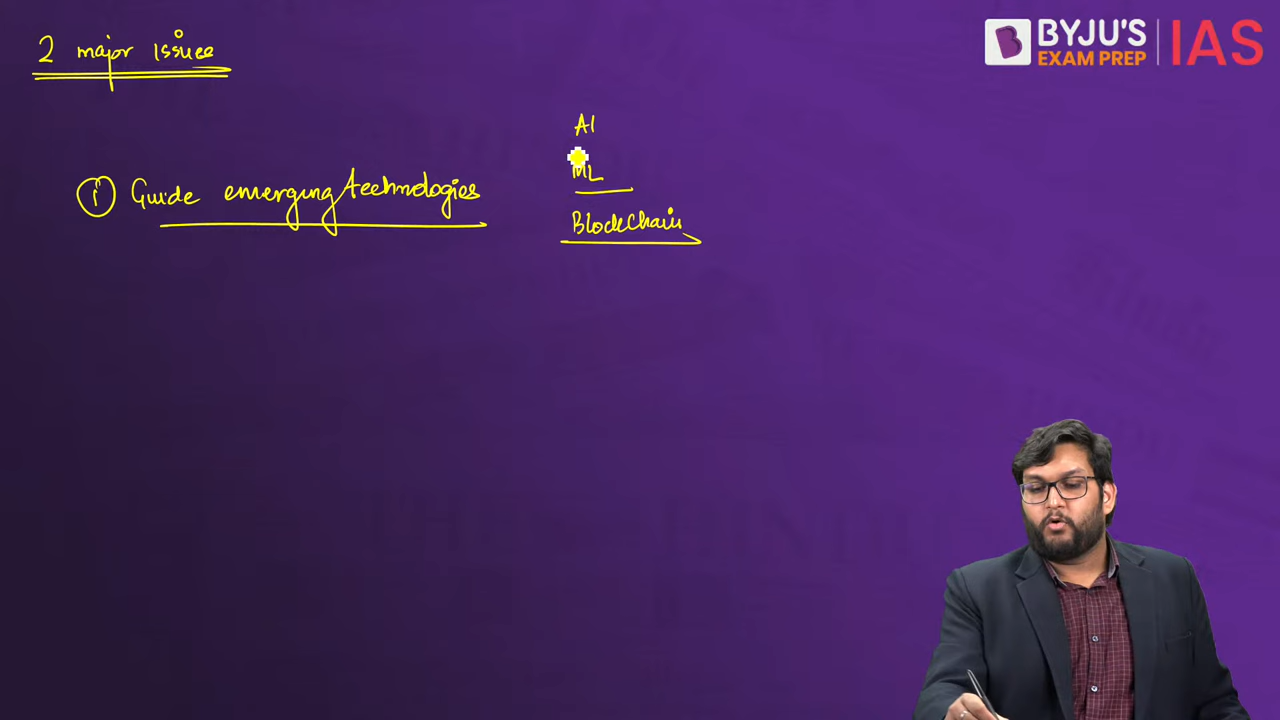 2 major issues
BYJU'S
EXAM PREP
IAS
AI
ML
① Guide emerging technologies
Blockchain